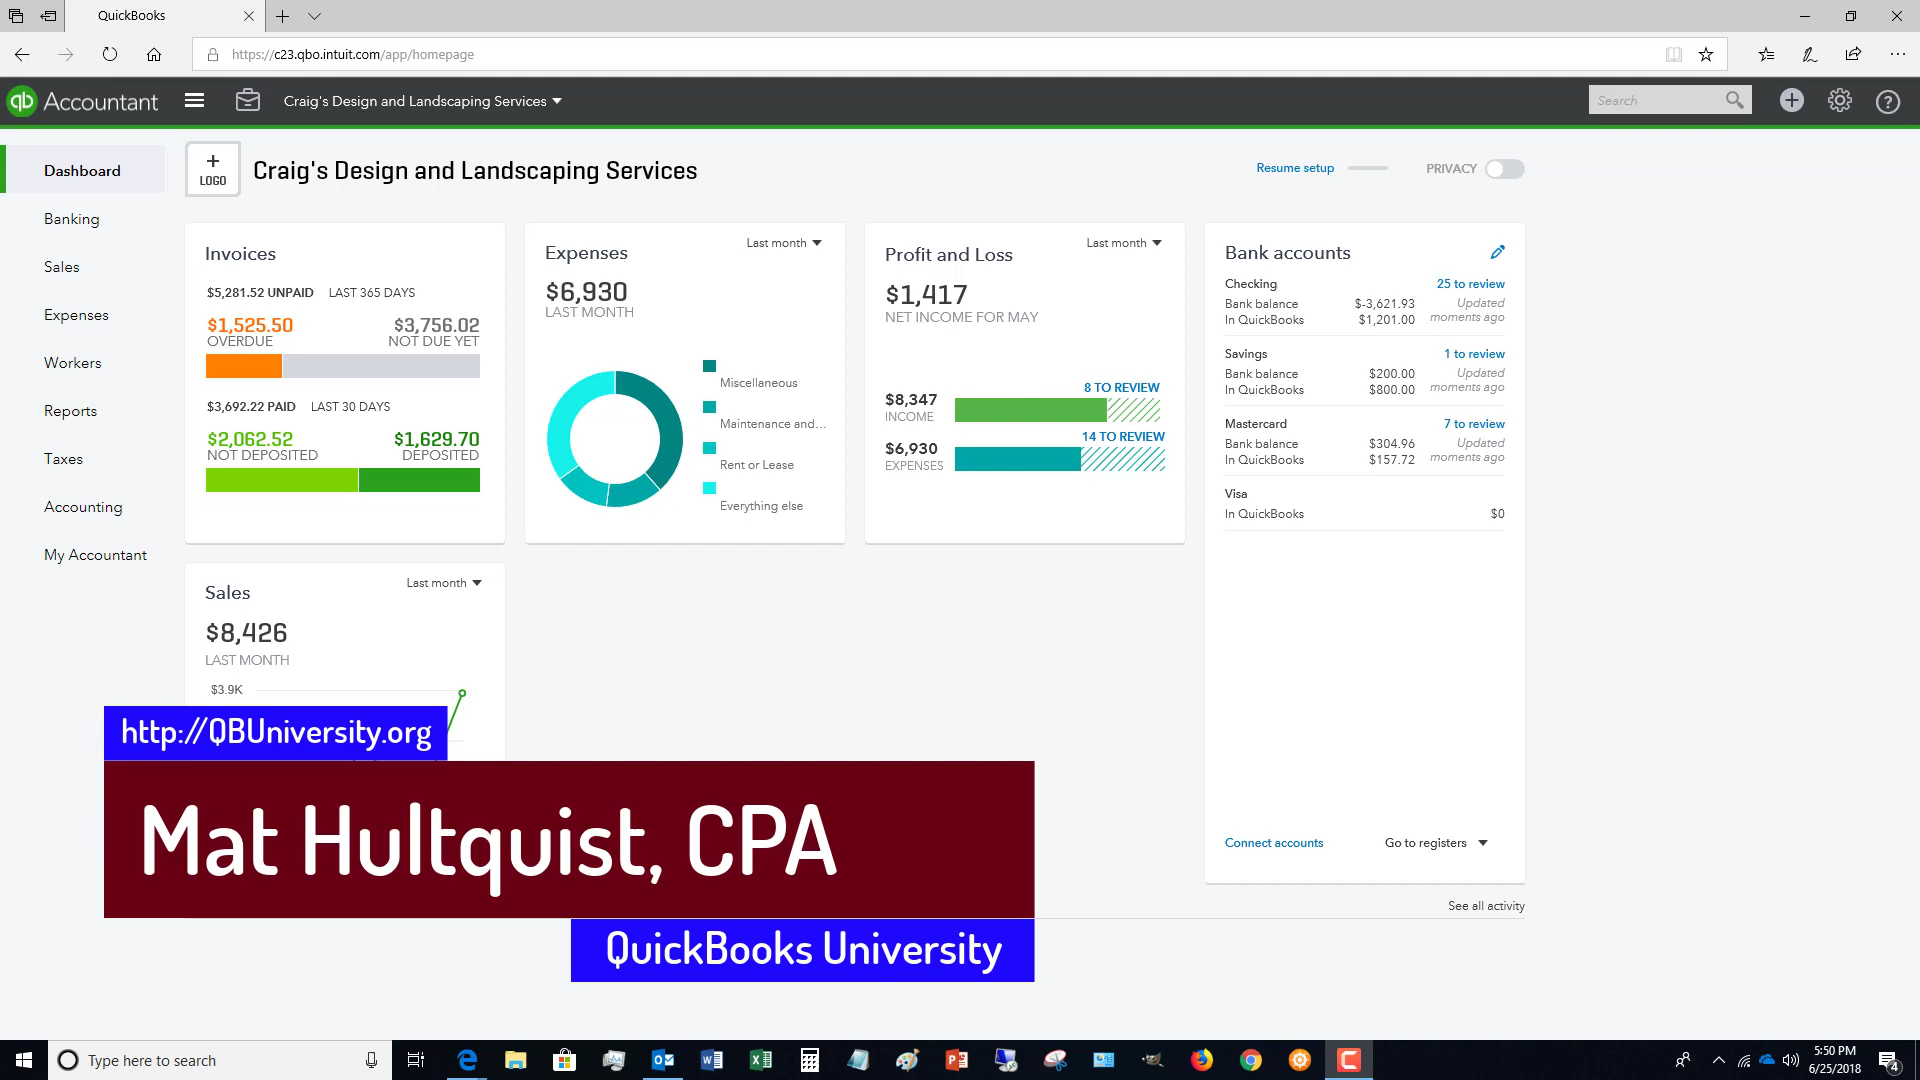 QuickBooks
https://c23.qbo.intuit.com/app/homepage
qb Accountant
Craig's Design and Landscaping Services
Search
Dashboard
Banking
Sales
Expenses
Workers
Reports
Taxes
Accounting
My Accountant
+
LOGO
Craig's Design and Landscaping Services
Resume setup
PRIVACY
Invoices
$5,281.52 UNPAID LAST 365 DAYS
$1,525.50 $3,756.02
OVERDUE NOT DUE YET
$3,692.22 PAID LAST 30 DAYS
$2,062.52 $1,629.70
NOT DEPOSITED DEPOSITED
Expenses
Last month
$6,930
LAST MONTH
Miscellaneous
Maintenance and...
Rent or Lease
Everything else
Profit and Loss
Last month
$1,417
NET INCOME FOR MAY
8 TO REVIEW
$8,347
INCOME
14 TO REVIEW
$6,930
EXPENSES
Bank accounts
Checking 25 to review
Bank balance $-3,621.93 Updated
In QuickBooks $1,201.00 moments ago
Savings 1 to review
Bank balance $200.00 Updated
In QuickBooks $800.00 moments ago
Mastercard 7 to review
Bank balance $304.96 Updated
In QuickBooks $157.72 moments ago
Visa
In QuickBooks $0
Connect accounts Go to registers
See all activity
Sales
Last month
$8,426
LAST MONTH
$3.9K
http://QBUniversity.org
Mat Hultquist, CPA
QuickBooks University
Type here to search
5:50 PM
6/25/2018
4